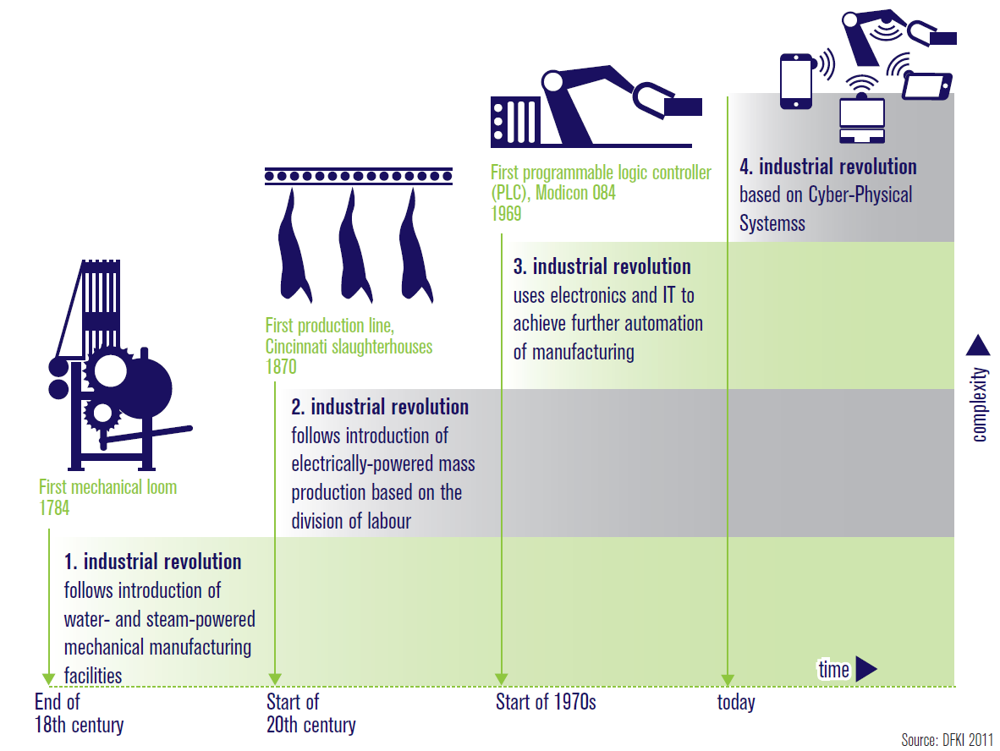 First programmable logic controller
(PLC), Modicon 084
1969
4. industrial revolution
based on Cyber-Physical
Systemss
3. industrial revolution
uses electronics and IT to
achieve further automation
of manufacturing
First production line,
Cincinnati slaughterhouses
1870
2. industrial revolution
follows introduction of
electrically-powered mass
production based on the
division of labour
First mechanical loom
1784
1. industrial revolution
follows introduction of
water- and steam-powered
mechanical manufacturing
facilities
complexity
time
End of
18th century
Start of
20th century
Start of 1970s
today
Source: DFKI 2011